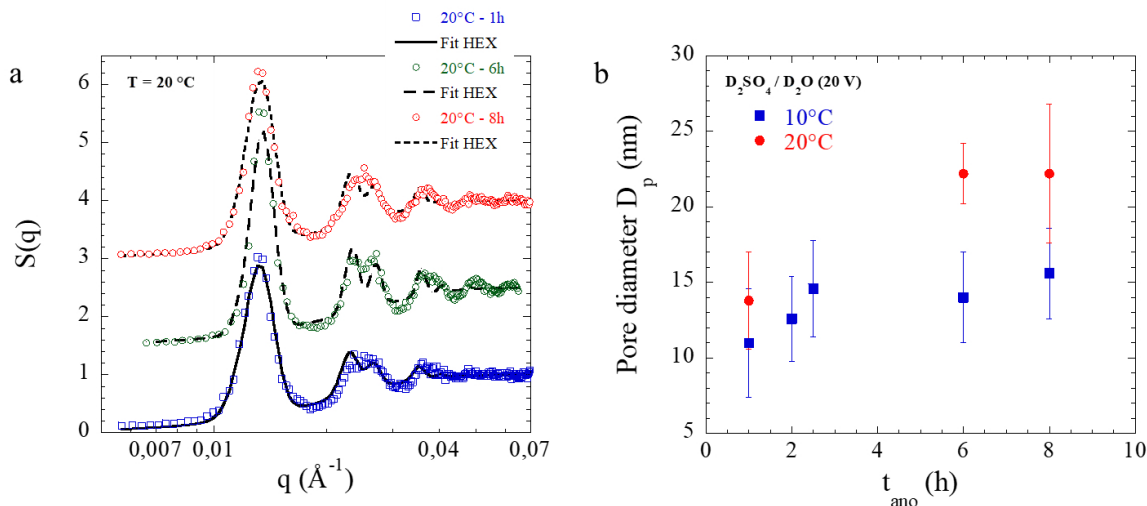 a
T = 20 °C
20°C - 1h
Fit HEX
20°C - 6h
Fit HEX
20°C - 8h
Fit HEX
6
5
4
3
2
1
0
S(q)
0,007 0,01 0,04 0,07
q (Å⁻¹)
b
D₂SO₄ / D₂O (20 V)
10°C
20°C
30
25
20
15
10
5
Pore diameter Dₚ (nm)
0 2 4 6 8 10
t_ano (h)